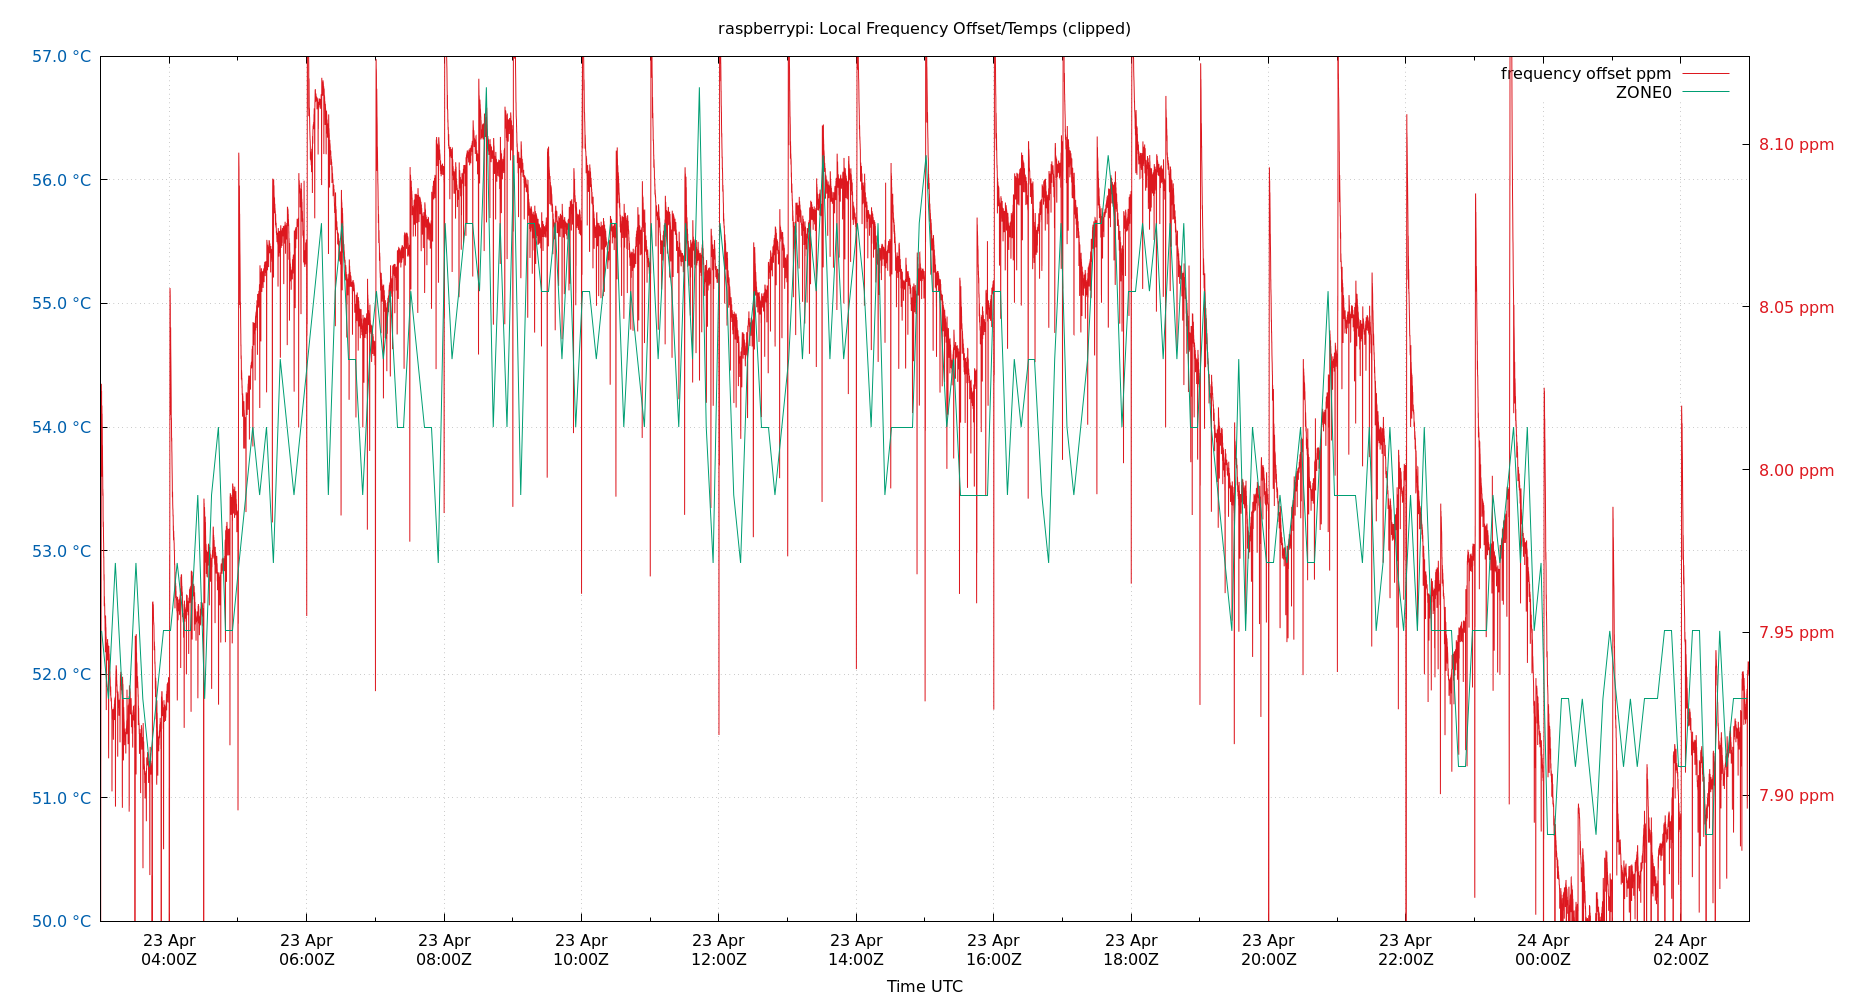 raspberrypi: Local Frequency Offset/Temps (clipped)
frequency offset ppm
ZONE0
57.0 °C
56.0 °C
55.0 °C
54.0 °C
53.0 °C
52.0 °C
51.0 °C
50.0 °C
8.10 ppm
8.05 ppm
8.00 ppm
7.95 ppm
7.90 ppm
23 Apr
04:00Z
23 Apr
06:00Z
23 Apr
08:00Z
23 Apr
10:00Z
23 Apr
12:00Z
23 Apr
14:00Z
23 Apr
16:00Z
23 Apr
18:00Z
23 Apr
20:00Z
23 Apr
22:00Z
24 Apr
00:00Z
24 Apr
02:00Z
Time UTC